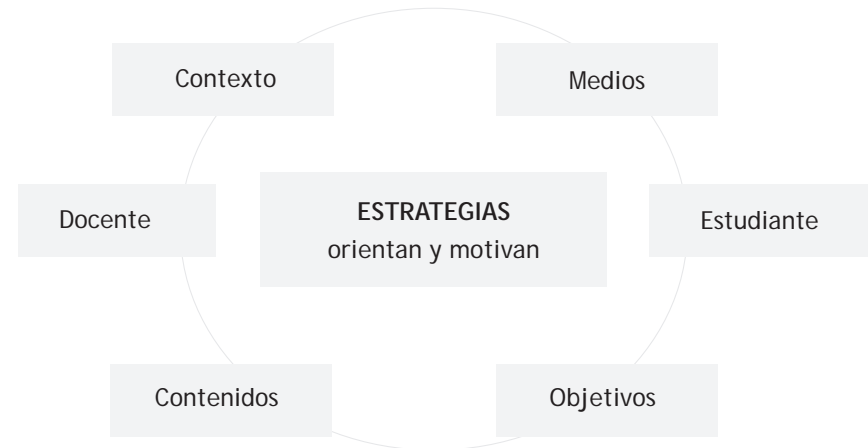 Contexto
Medios
Docente
ESTRATEGIAS
orientan y motivan
Estudiante
Contenidos
Objetivos